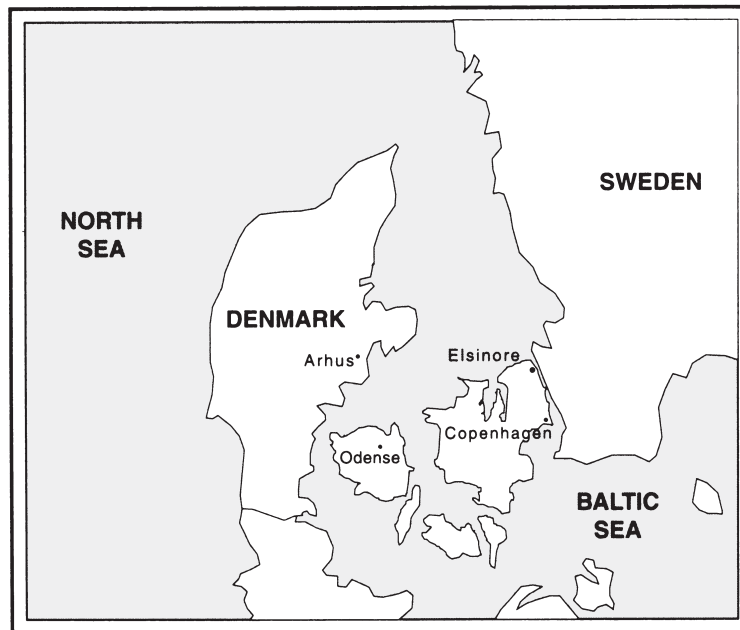 SWEDEN
NORTH
SEA
DENMARK
Arhus
Elsinore
Copenhagen
Odense
BALTIC
SEA